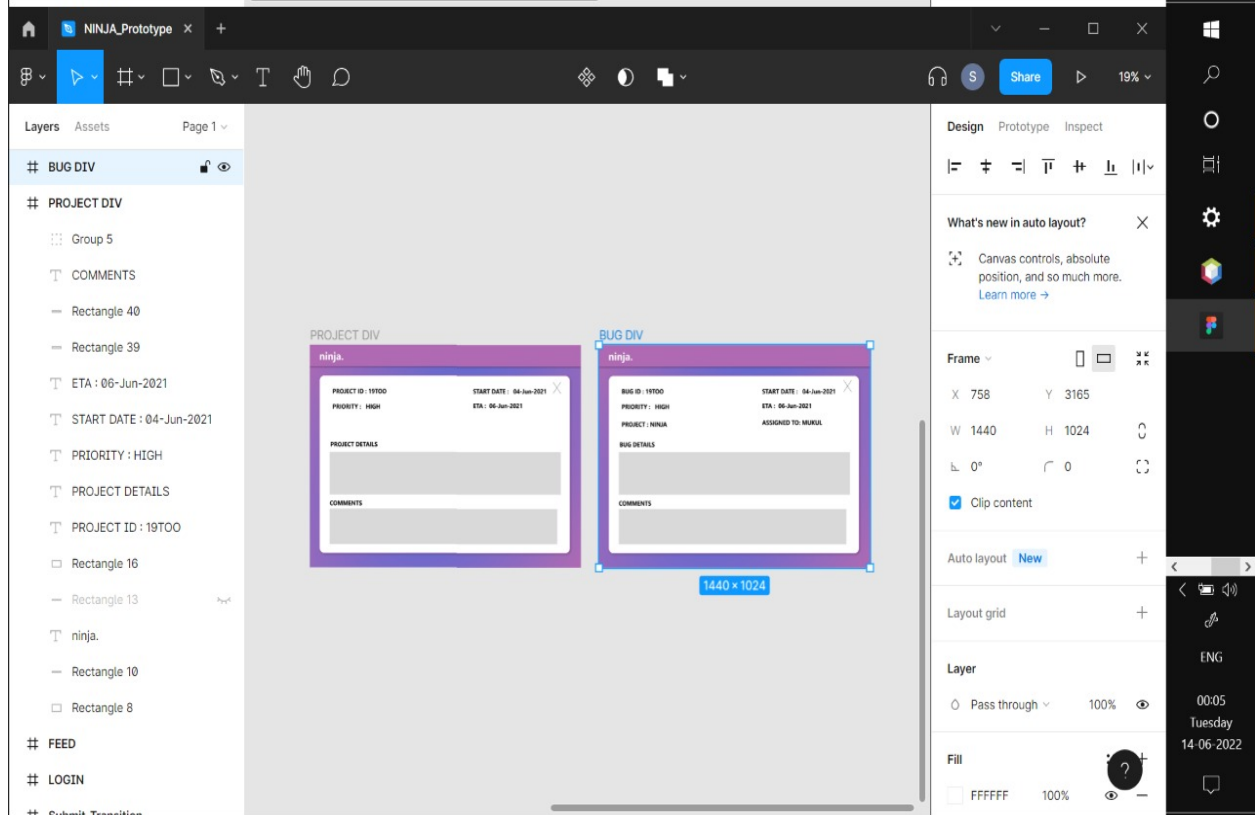 NINJA_Prototype
S
Share
19%
Layers Assets Page 1
BUG DIV
PROJECT DIV
Group 5
COMMENTS
Rectangle 40
Rectangle 39
ETA : 06-Jun-2021
START DATE : 04-Jun-2021
PRIORITY : HIGH
PROJECT DETAILS
PROJECT ID : 19TOO
Rectangle 16
Rectangle 13
ninja.
Rectangle 10
Rectangle 8
FEED
LOGIN
Submit Transition
PROJECT DIV
ninja.
PROJECT ID : 19TOO
START DATE : 04-Jun-2021
PRIORITY : HIGH
ETA : 06-Jun-2021
PROJECT DETAILS
COMMENTS
BUG DIV
ninja.
BUG ID : 19TOO
START DATE : 04-Jun-2021
PRIORITY : HIGH
ETA : 06-Jun-2021
PROJECT : NINJA
ASSIGNED TO: MUKUL
BUG DETAILS
COMMENTS
1440 × 1024
Design Prototype Inspect
What's new in auto layout?
Canvas controls, absolute
position, and so much more.
Learn more →
Frame
X 758 Y 3165
W 1440 H 1024
0° 0
Clip content
Auto layout New
Layout grid
Layer
Pass through 100%
Fill
?
FFFFFF 100%
ENG
00:05
Tuesday
14-06-2022